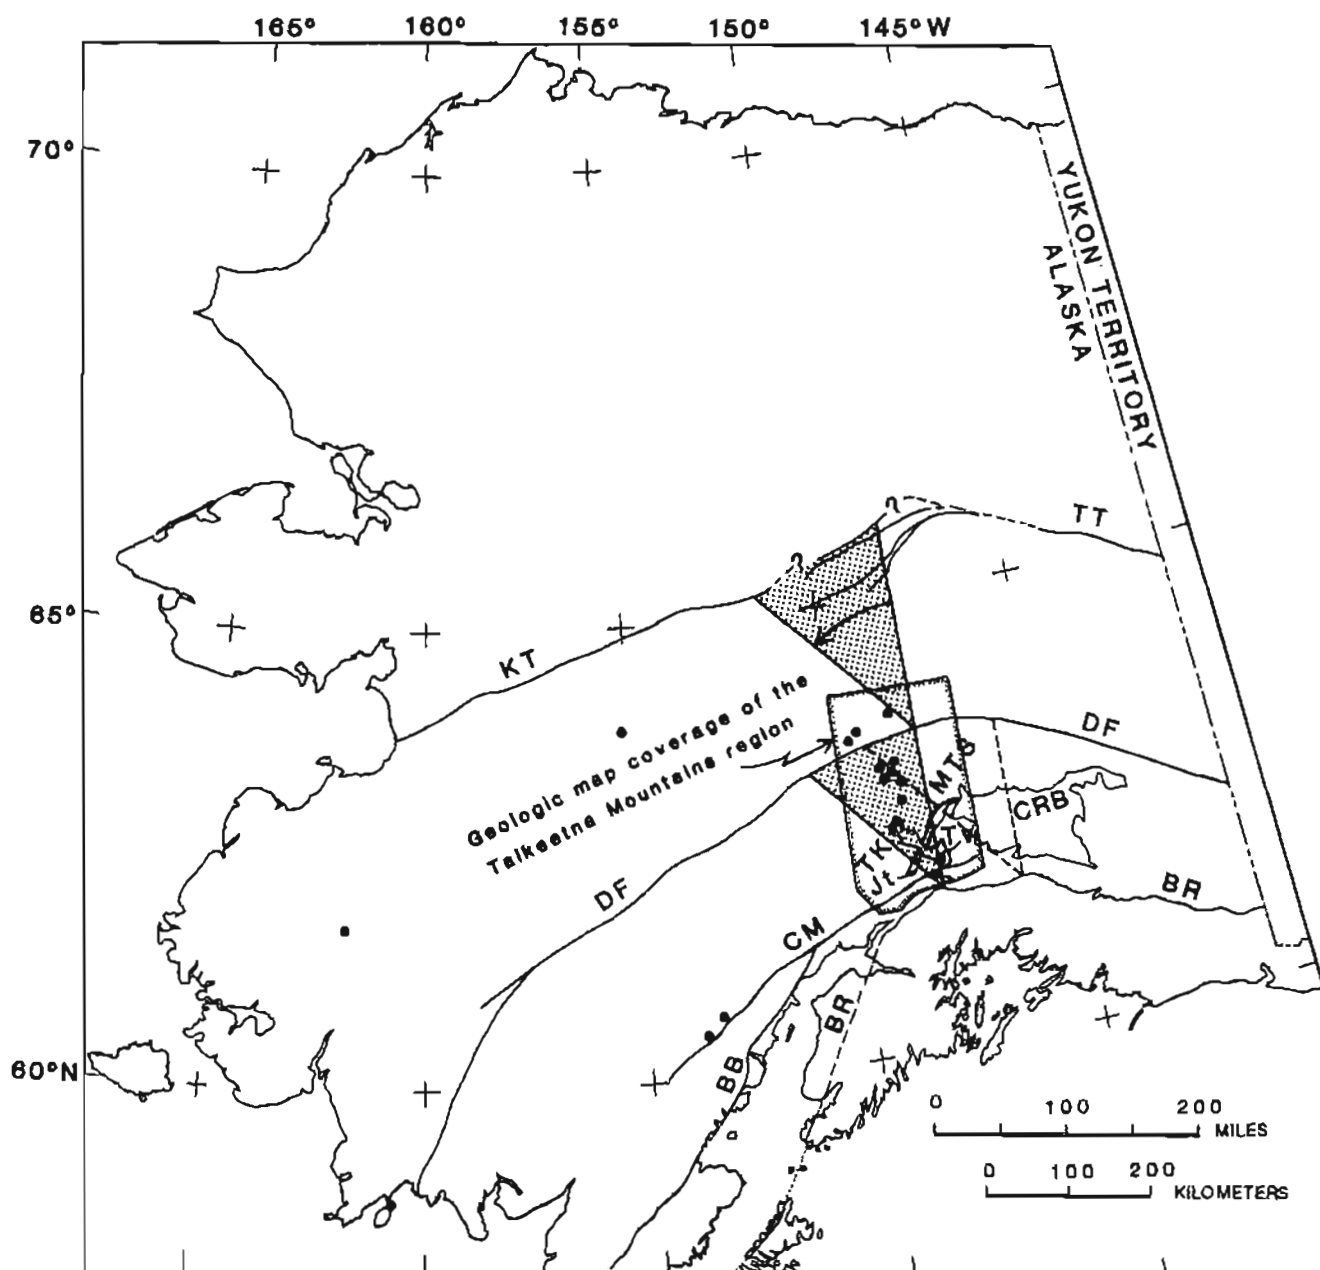 165° 160° 155° 150° 145°W
70°
YUKON TERRITORY
ALASKA
TT
65°
KT
Geologic map coverage of the
Talkeetna Mountains region
DF
MTB
CRB
TK
Jt
DF
BR
CM
BR
BB
60°N
0 100 200
MILES
0 100 200
KILOMETERS
?
?